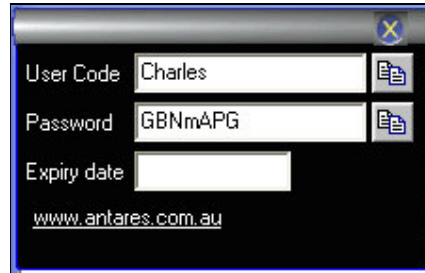 User Code Charles
Password GBNmAPG
Expiry date
www.antares.com.au